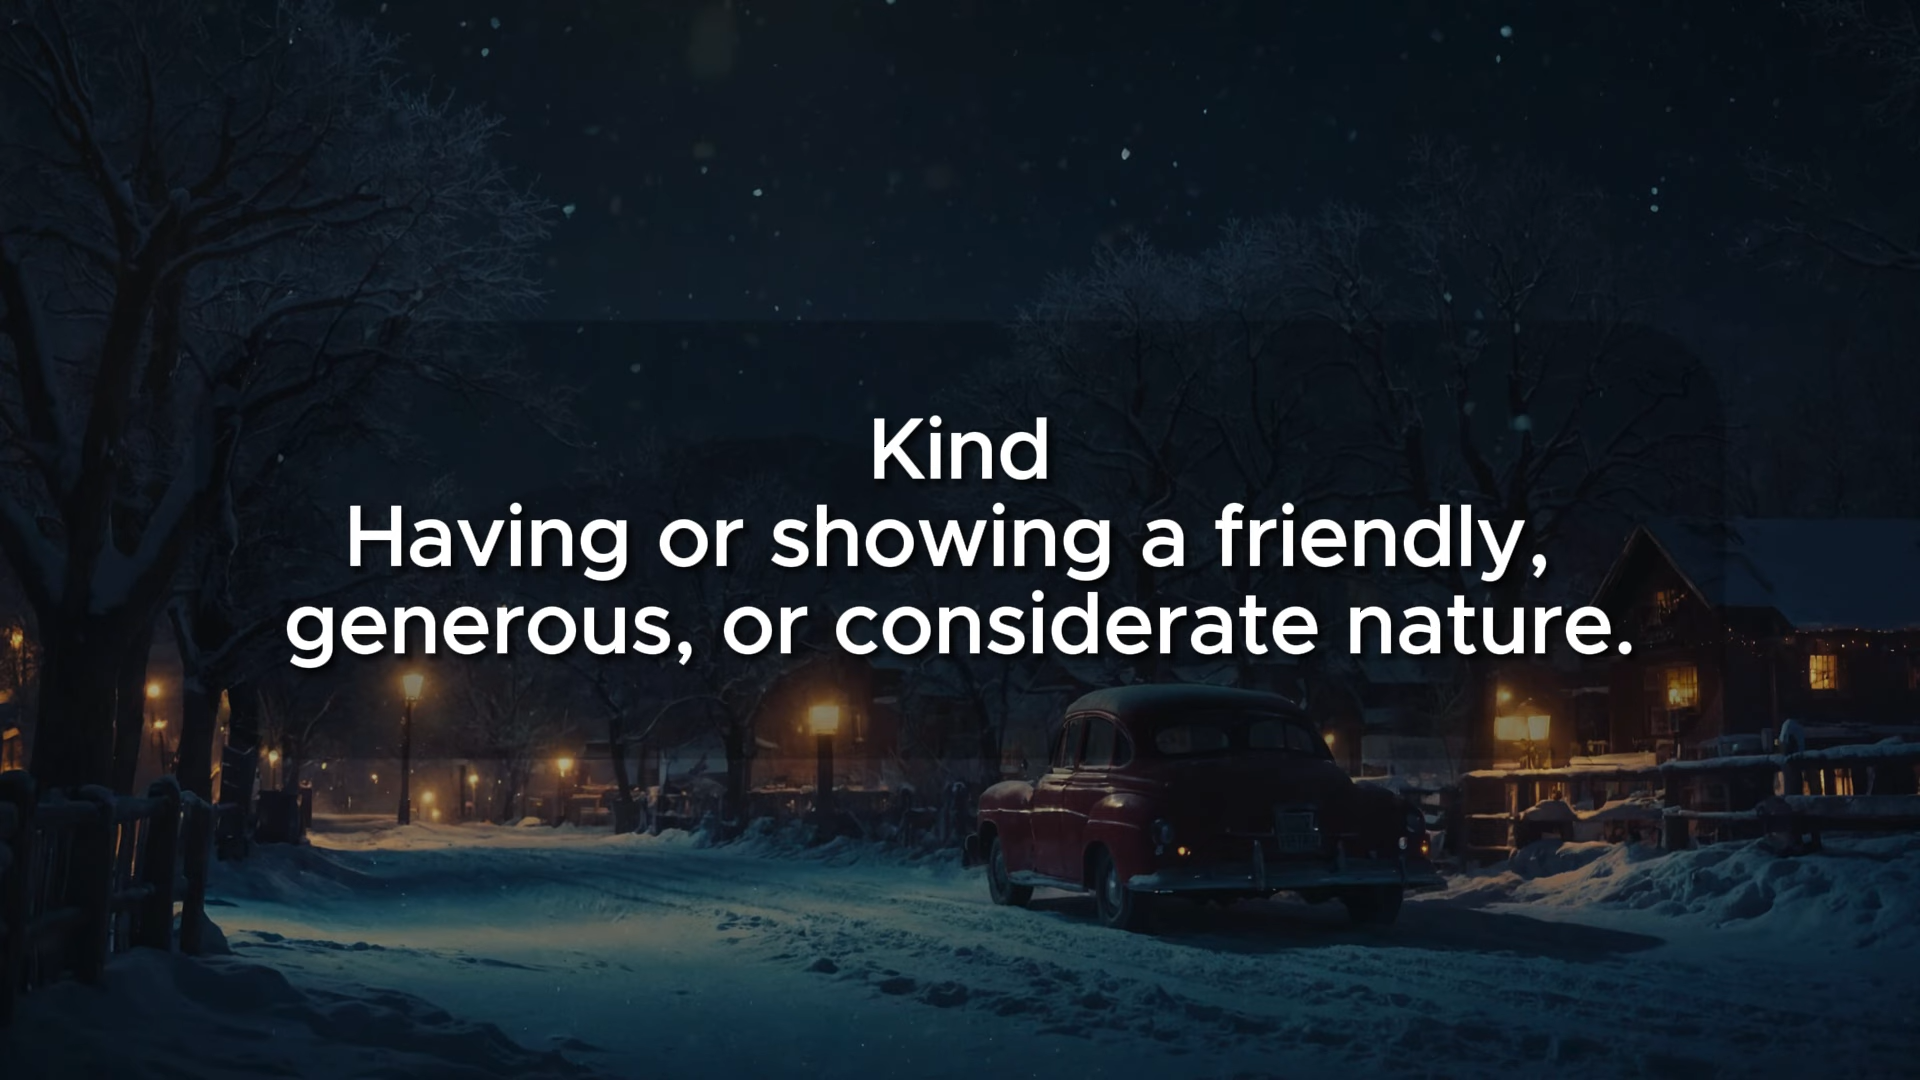 Kind
Having or showing a friendly,
generous, or considerate nature.